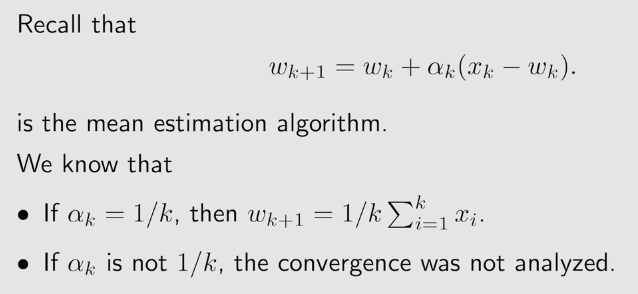 Recall that
w_{k+1} = w_k + α_k(x_k − w_k).
is the mean estimation algorithm.
We know that
• If α_k = 1/k, then w_{k+1} = 1/k ∑_{i=1}^{k} x_i.
• If α_k is not 1/k, the convergence was not analyzed.